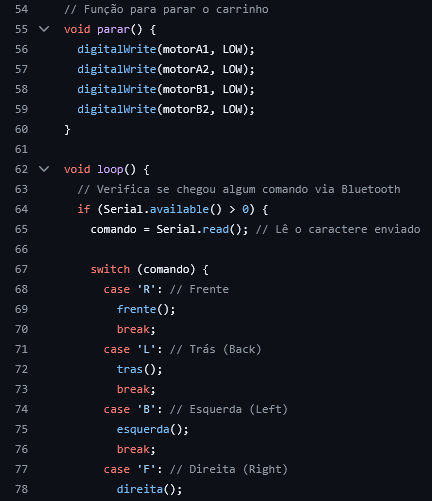 54 // Função para parar o carrinho
55 void parar() {
56 digitalWrite(motorA1, LOW);
57 digitalWrite(motorA2, LOW);
58 digitalWrite(motorB1, LOW);
59 digitalWrite(motorB2, LOW);
60 }
61
62 void loop() {
63 // Verifica se chegou algum comando via Bluetooth
64 if (Serial.available() > 0) {
65 comando = Serial.read(); // Lê o caractere enviado
66
67 switch (comando) {
68 case 'R': // Frente
69 frente();
70 break;
71 case 'L': // Trás (Back)
72 tras();
73 break;
74 case 'B': // Esquerda (Left)
75 esquerda();
76 break;
77 case 'F': // Direita (Right)
78 direita();